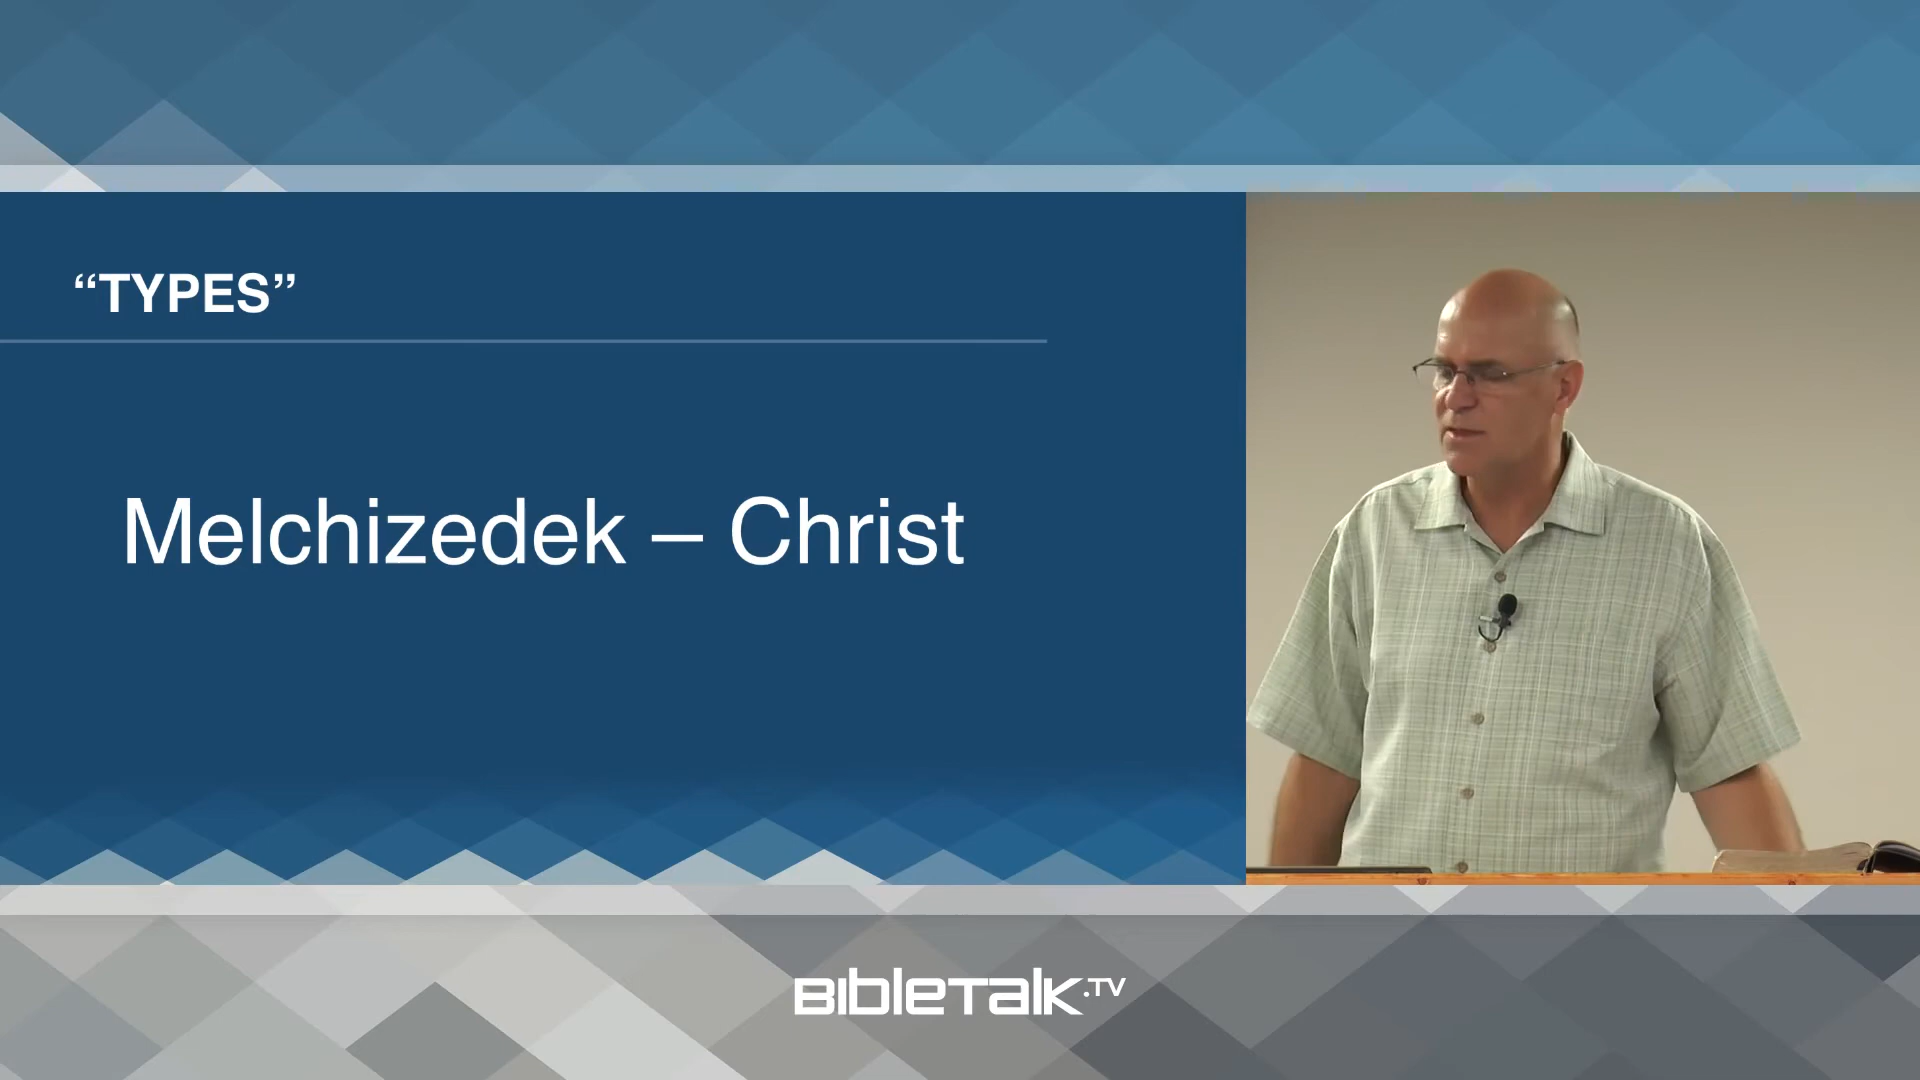 “TYPES”
Melchizedek – Christ
BibleTalk.TV